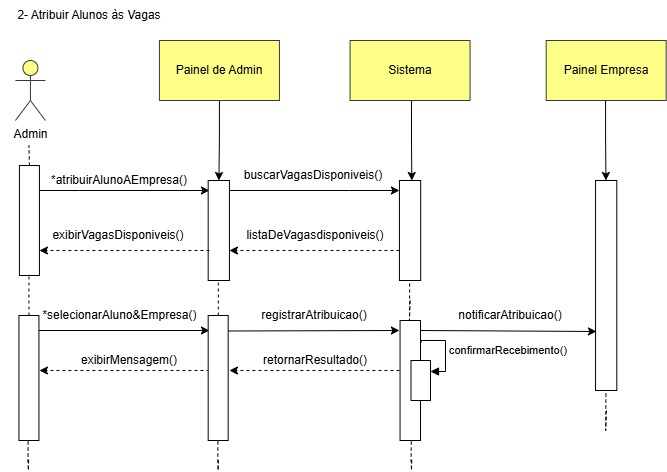 2- Atribuir Alunos às Vagas
Painel de Admin
Sistema
Painel Empresa
Admin
*atribuirAlunoAEmpresa()
buscarVagasDisponiveis()
exibirVagasDisponiveis()
listaDeVagasdisponiveis()
*selecionarAluno&Empresa()
registrarAtribuicao()
notificarAtribuicao()
confirmarRecebimento()
exibirMensagem()
retornarResultado()